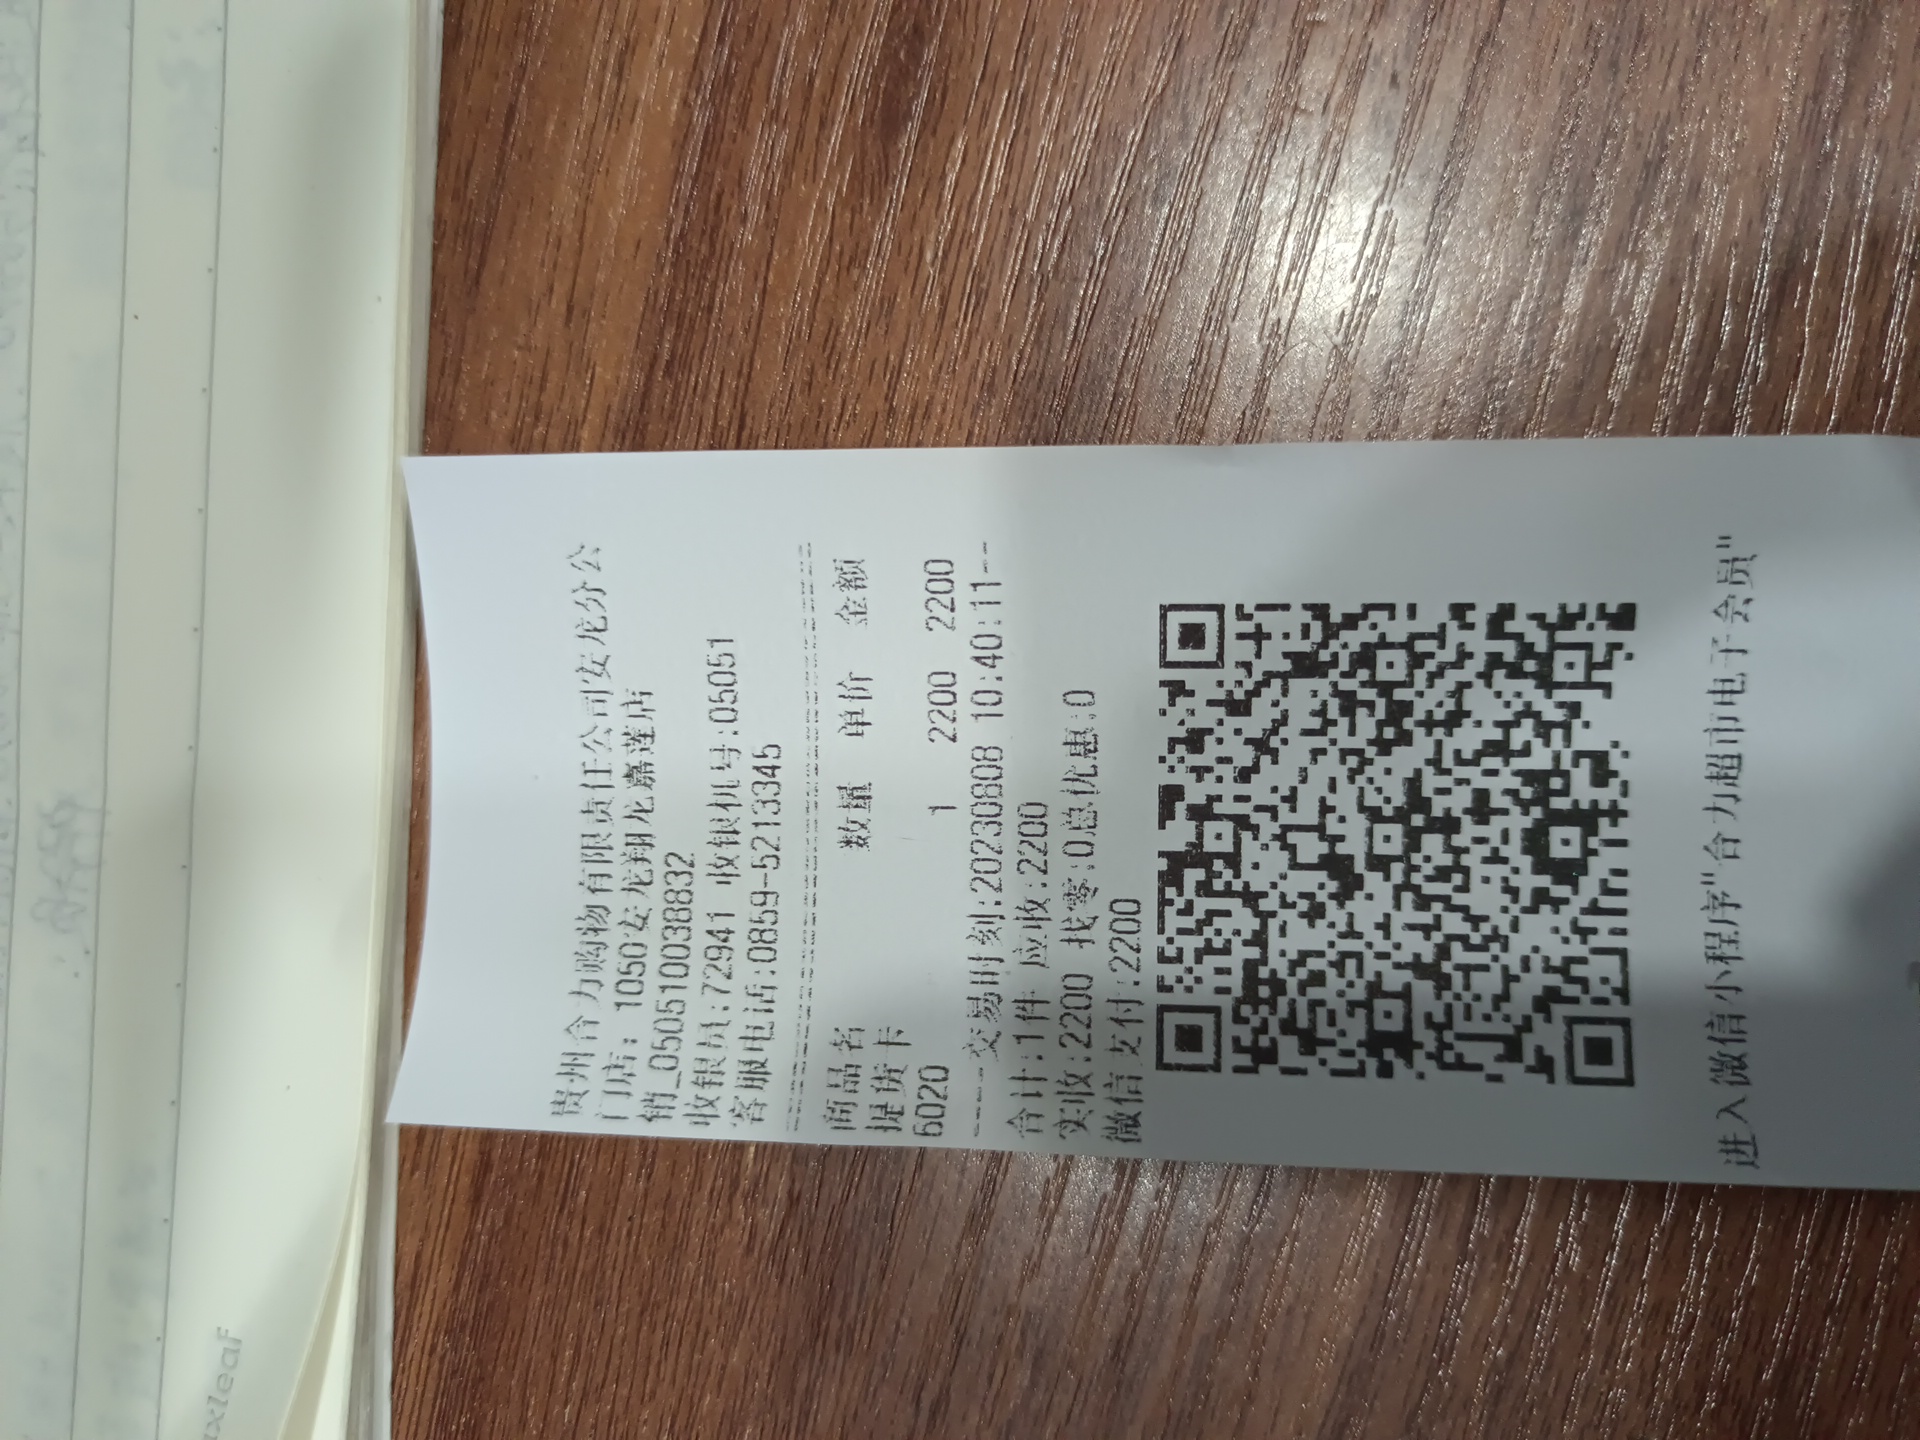 贵州合力购物有限责任公司安龙分公
门店: 1050安龙翔龙嘉莲店
销_0505100388832
收银员:72941 收银机号:05051
客服电话:0859-5213345
商品名 数量 单价 金额
提货卡
6020 1 2200 2200
----交易时刻:20230808 10:40:11--
合计:1件 应收:2200
实收:2200 找零:0总优惠:0
微信支付:2200
进入微信小程序"合力超市电子会员"
axleaf